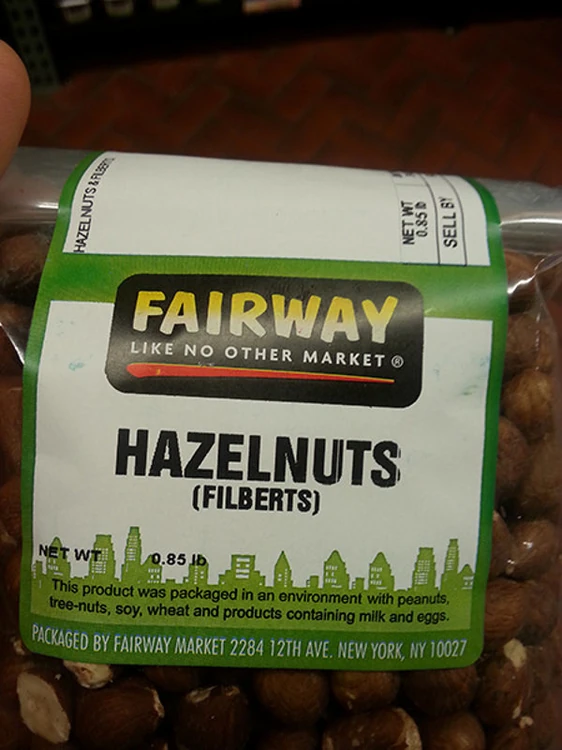 HAZELNUTS & FILBERTS
NET WT
0.85 lb
SELL BY
FAIRWAY
LIKE NO OTHER MARKET ®
HAZELNUTS
(FILBERTS)
NET WT 0.85 lb
This product was packaged in an environment with peanuts,
tree-nuts, soy, wheat and products containing milk and eggs.
PACKAGED BY FAIRWAY MARKET 2284 12TH AVE. NEW YORK, NY 10027